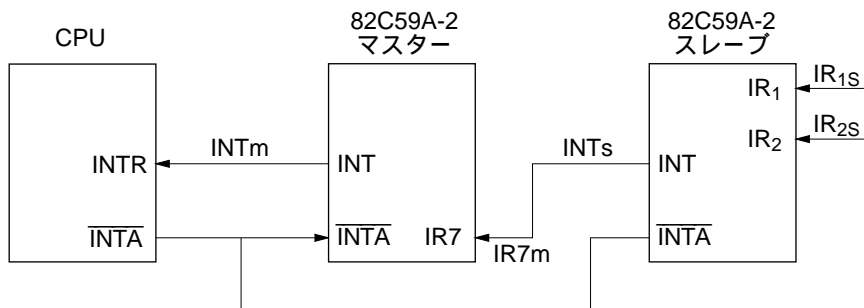 CPU
82C59A-2
マスター
82C59A-2
スレーブ
IR1
IR1S
IR2
IR2S
INTR
INTm
INT
INTs
INT
INTA
INTA
IR7
IR7m
INTA